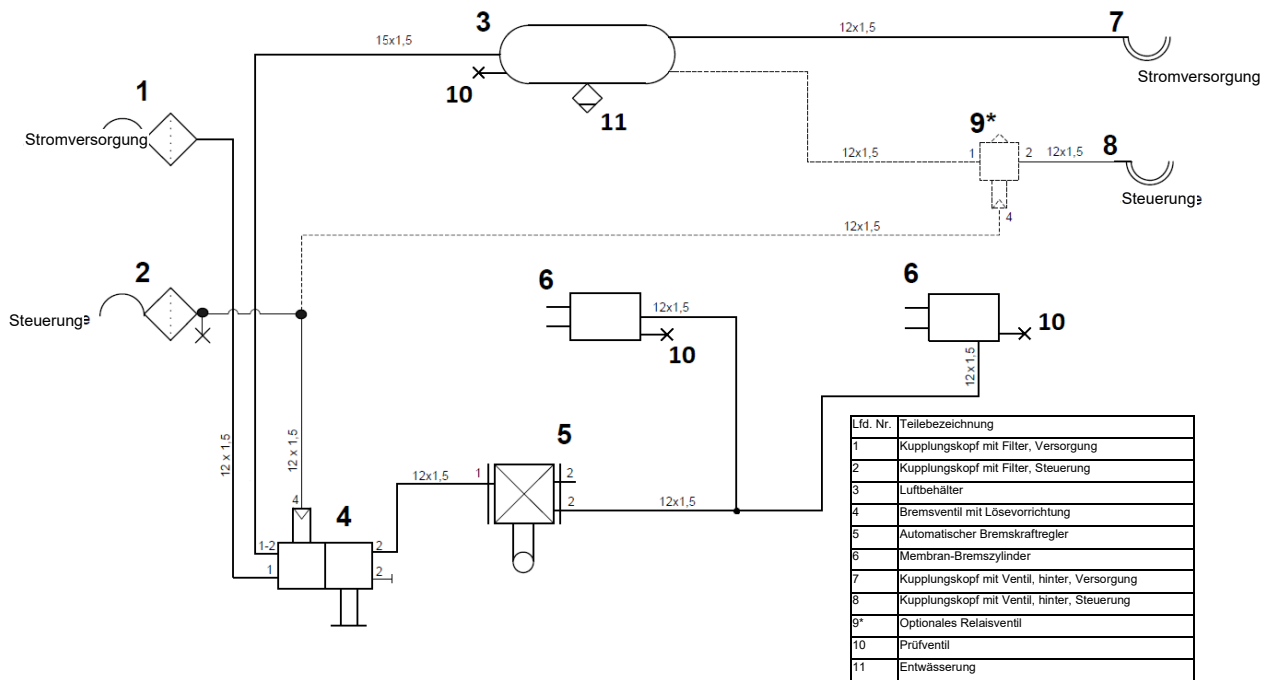 3
15x1,5
12x1,5
7
Stromversorgung
10
11
1
Stromversorgung
9*
1
2
12x1,5
12x1,5
8
Steuerung
4
12x1,5
2
Steuerung
6
12x1,5
10
6
10
12 x 1,5
12 x 1,5
12 x 1,5
4
4
1-2
1
2
2
12x1,5
5
1
2
2
12x1,5
Lfd. Nr. Teilebezeichnung
1 Kupplungskopf mit Filter, Versorgung
2 Kupplungskopf mit Filter, Steuerung
3 Luftbehälter
4 Bremsventil mit Lösevorrichtung
5 Automatischer Bremskraftregler
6 Membran-Bremszylinder
7 Kupplungskopf mit Ventil, hinter, Versorgung
8 Kupplungskopf mit Ventil, hinter, Steuerung
9* Optionales Relaisventil
10 Prüfventil
11 Entwässerung